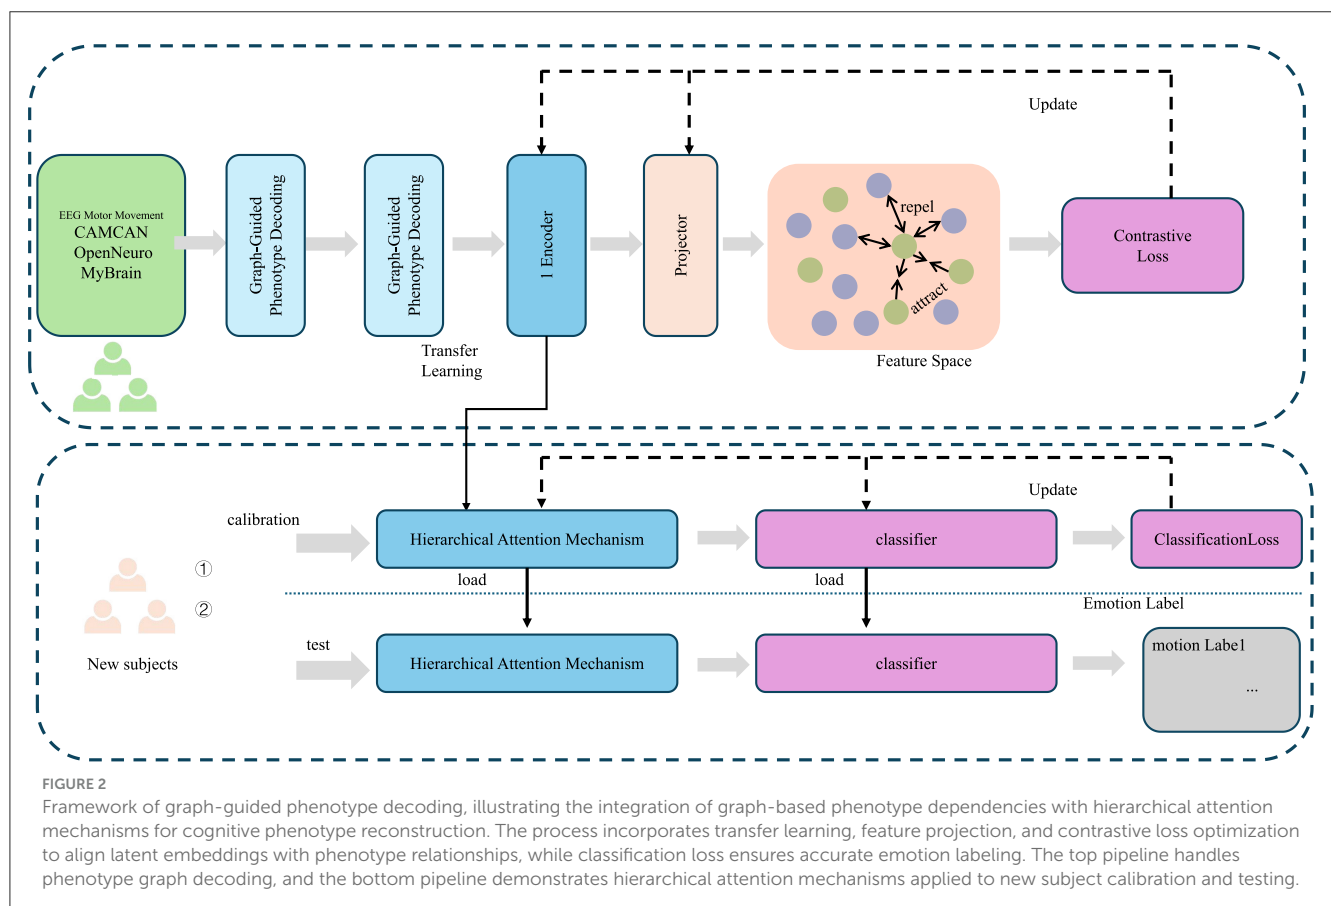 Update
EEG Motor Movement
CAMCAN
OpenNeuro
MyBrain
Graph-Guided
Phenotype Decoding
Graph-Guided
Phenotype Decoding
1 Encoder
Projector
repel
attract
Feature Space
Contrastive
Loss
Transfer
Learning
Update
calibration
Hierarchical Attention Mechanism
classifier
ClassificationLoss
①
②
New subjects
load
load
Emotion Label
test
Hierarchical Attention Mechanism
classifier
motion Labe1
...
FIGURE 2
Framework of graph-guided phenotype decoding, illustrating the integration of graph-based phenotype dependencies with hierarchical attention
mechanisms for cognitive phenotype reconstruction. The process incorporates transfer learning, feature projection, and contrastive loss optimization
to align latent embeddings with phenotype relationships, while classification loss ensures accurate emotion labeling. The top pipeline handles
phenotype graph decoding, and the bottom pipeline demonstrates hierarchical attention mechanisms applied to new subject calibration and testing.